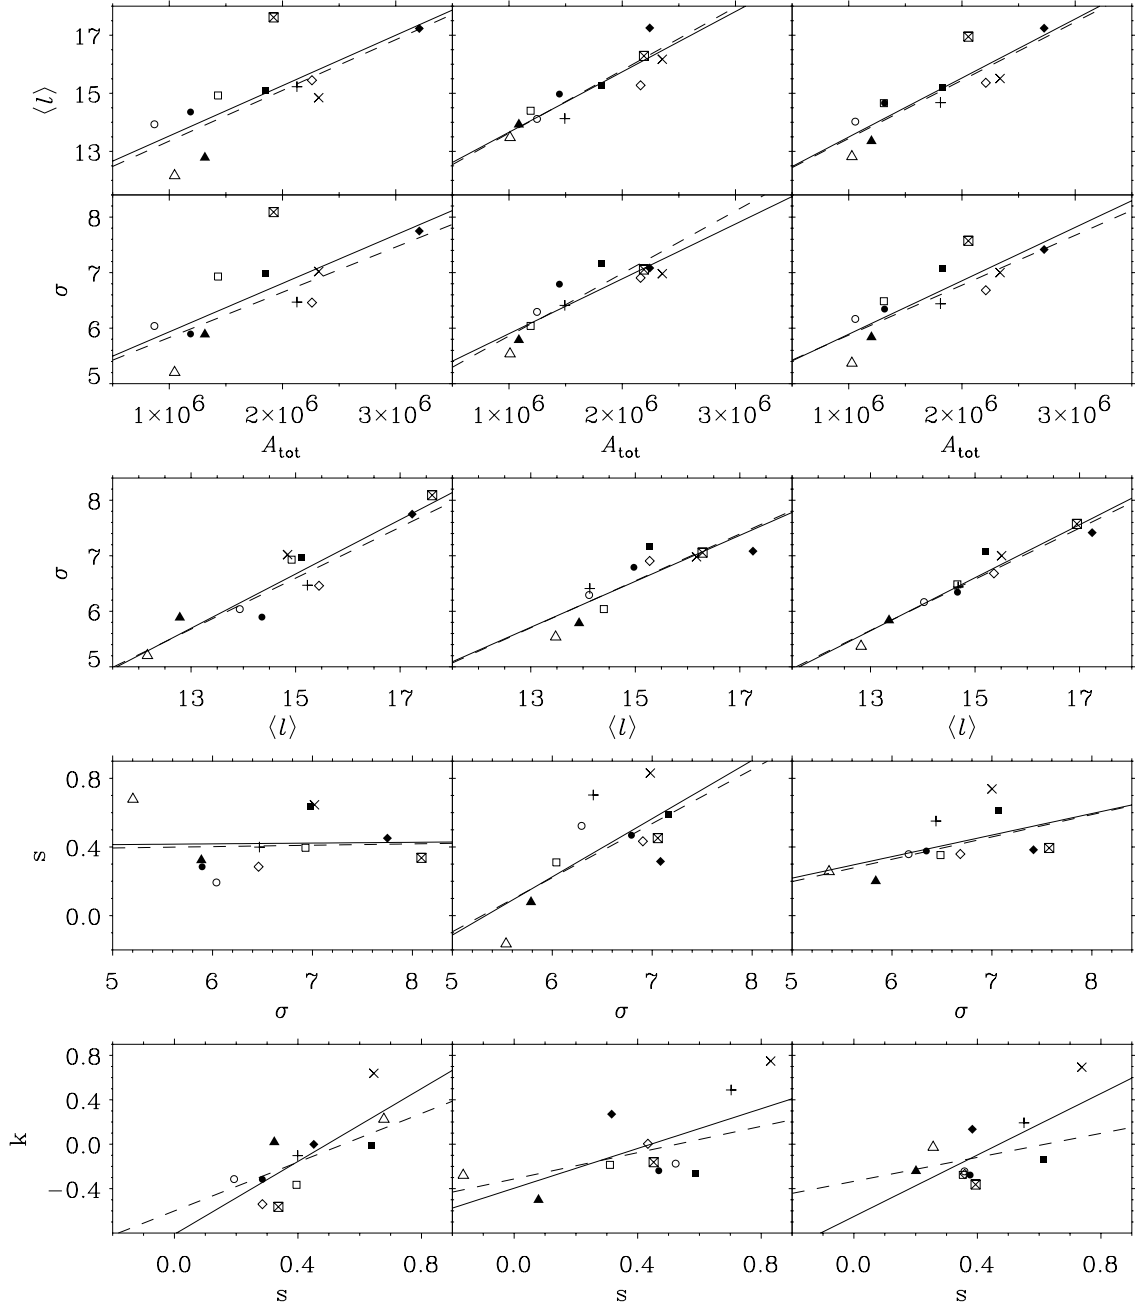 17
15
13
⟨l⟩
8
7
6
5
σ
1×10⁶ 2×10⁶ 3×10⁶ 1×10⁶ 2×10⁶ 3×10⁶ 1×10⁶ 2×10⁶ 3×10⁶
A_tot A_tot A_tot
8
7
6
5
σ
13 15 17 13 15 17 13 15 17
⟨l⟩ ⟨l⟩ ⟨l⟩
0.8
0.4
0.0
s
5 6 7 8 5 6 7 8 5 6 7 8
σ σ σ
0.8
0.4
0.0
−0.4
k
0.0 0.4 0.8 0.0 0.4 0.8 0.0 0.4 0.8
s s s